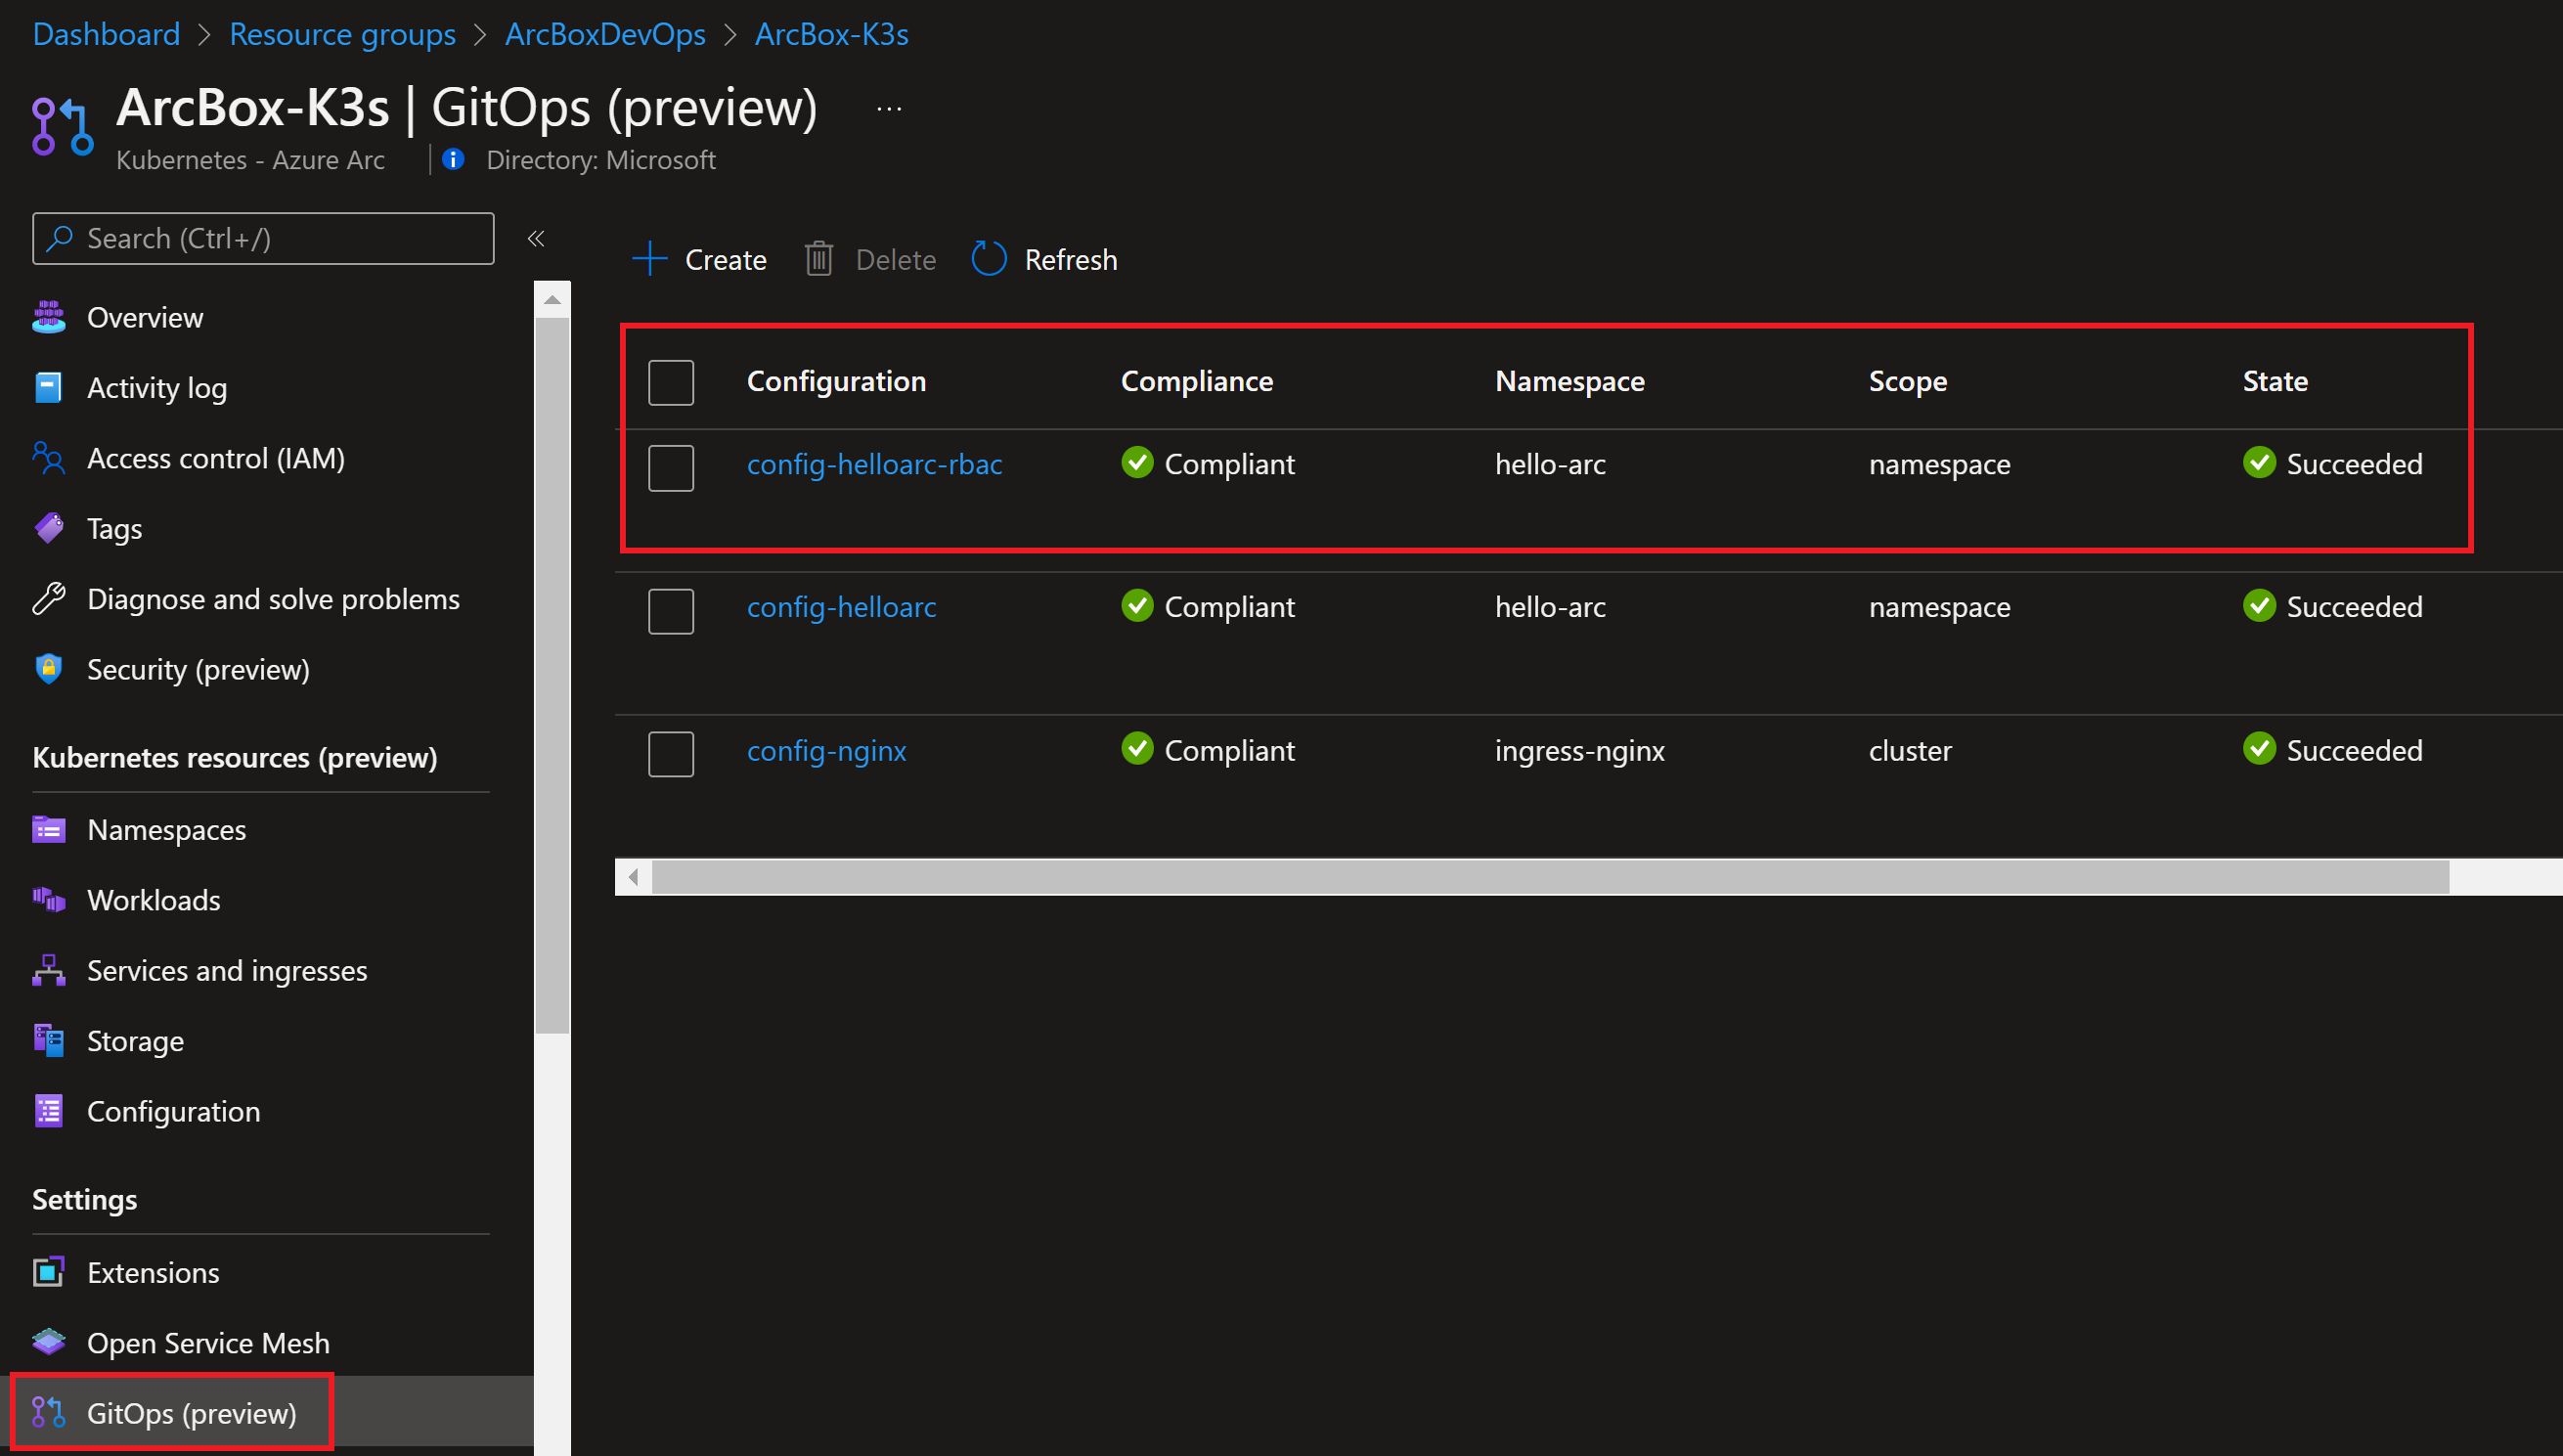 Dashboard > Resource groups > ArcBoxDevOps > ArcBox-K3s
ArcBox-K3s | GitOps (preview) ...
Kubernetes - Azure Arc | Directory: Microsoft
Search (Ctrl+/)
Overview
Activity log
Access control (IAM)
Tags
Diagnose and solve problems
Security (preview)
Kubernetes resources (preview)
Namespaces
Workloads
Services and ingresses
Storage
Configuration
Settings
Extensions
Open Service Mesh
GitOps (preview)
Create Delete Refresh
Configuration Compliance Namespace Scope State
config-helloarc-rbac Compliant hello-arc namespace Succeeded
config-helloarc Compliant hello-arc namespace Succeeded
config-nginx Compliant ingress-nginx cluster Succeeded